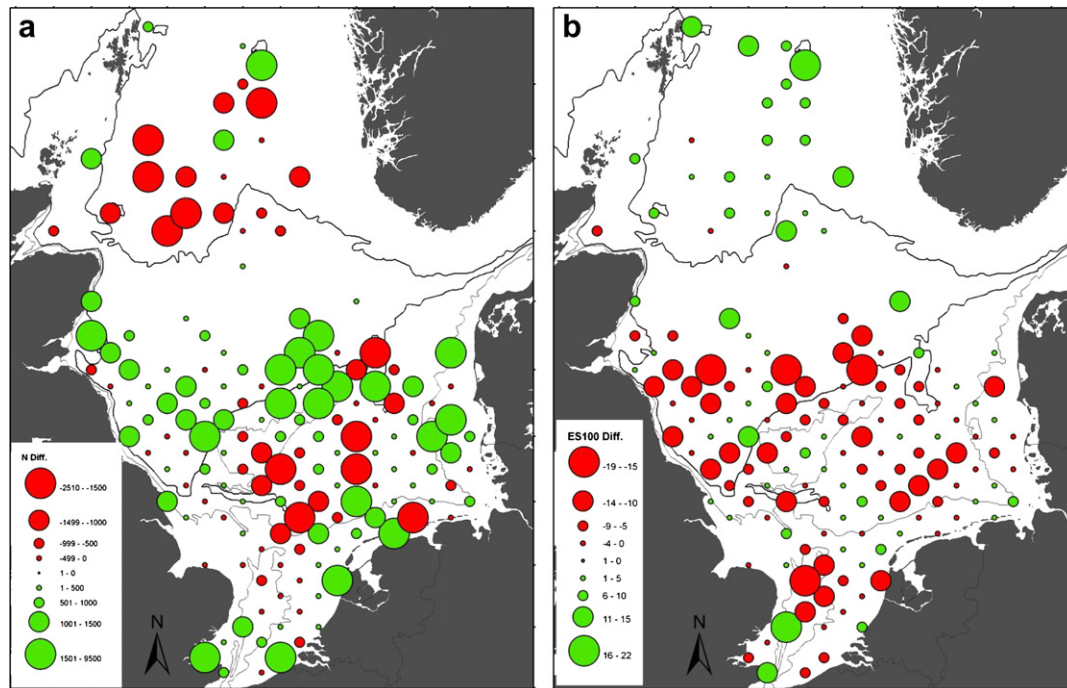 a
N Diff.
-2510 - -1500
-1499 - -1000
-999 - -500
-499 - 0
1 - 0
1 - 500
501 - 1000
1001 - 1500
1501 - 9500
N
b
ES100 Diff.
-19 - -15
-14 - -10
-9 - -5
-4 - 0
1 - 0
1 - 5
6 - 10
11 - 15
16 - 22
N